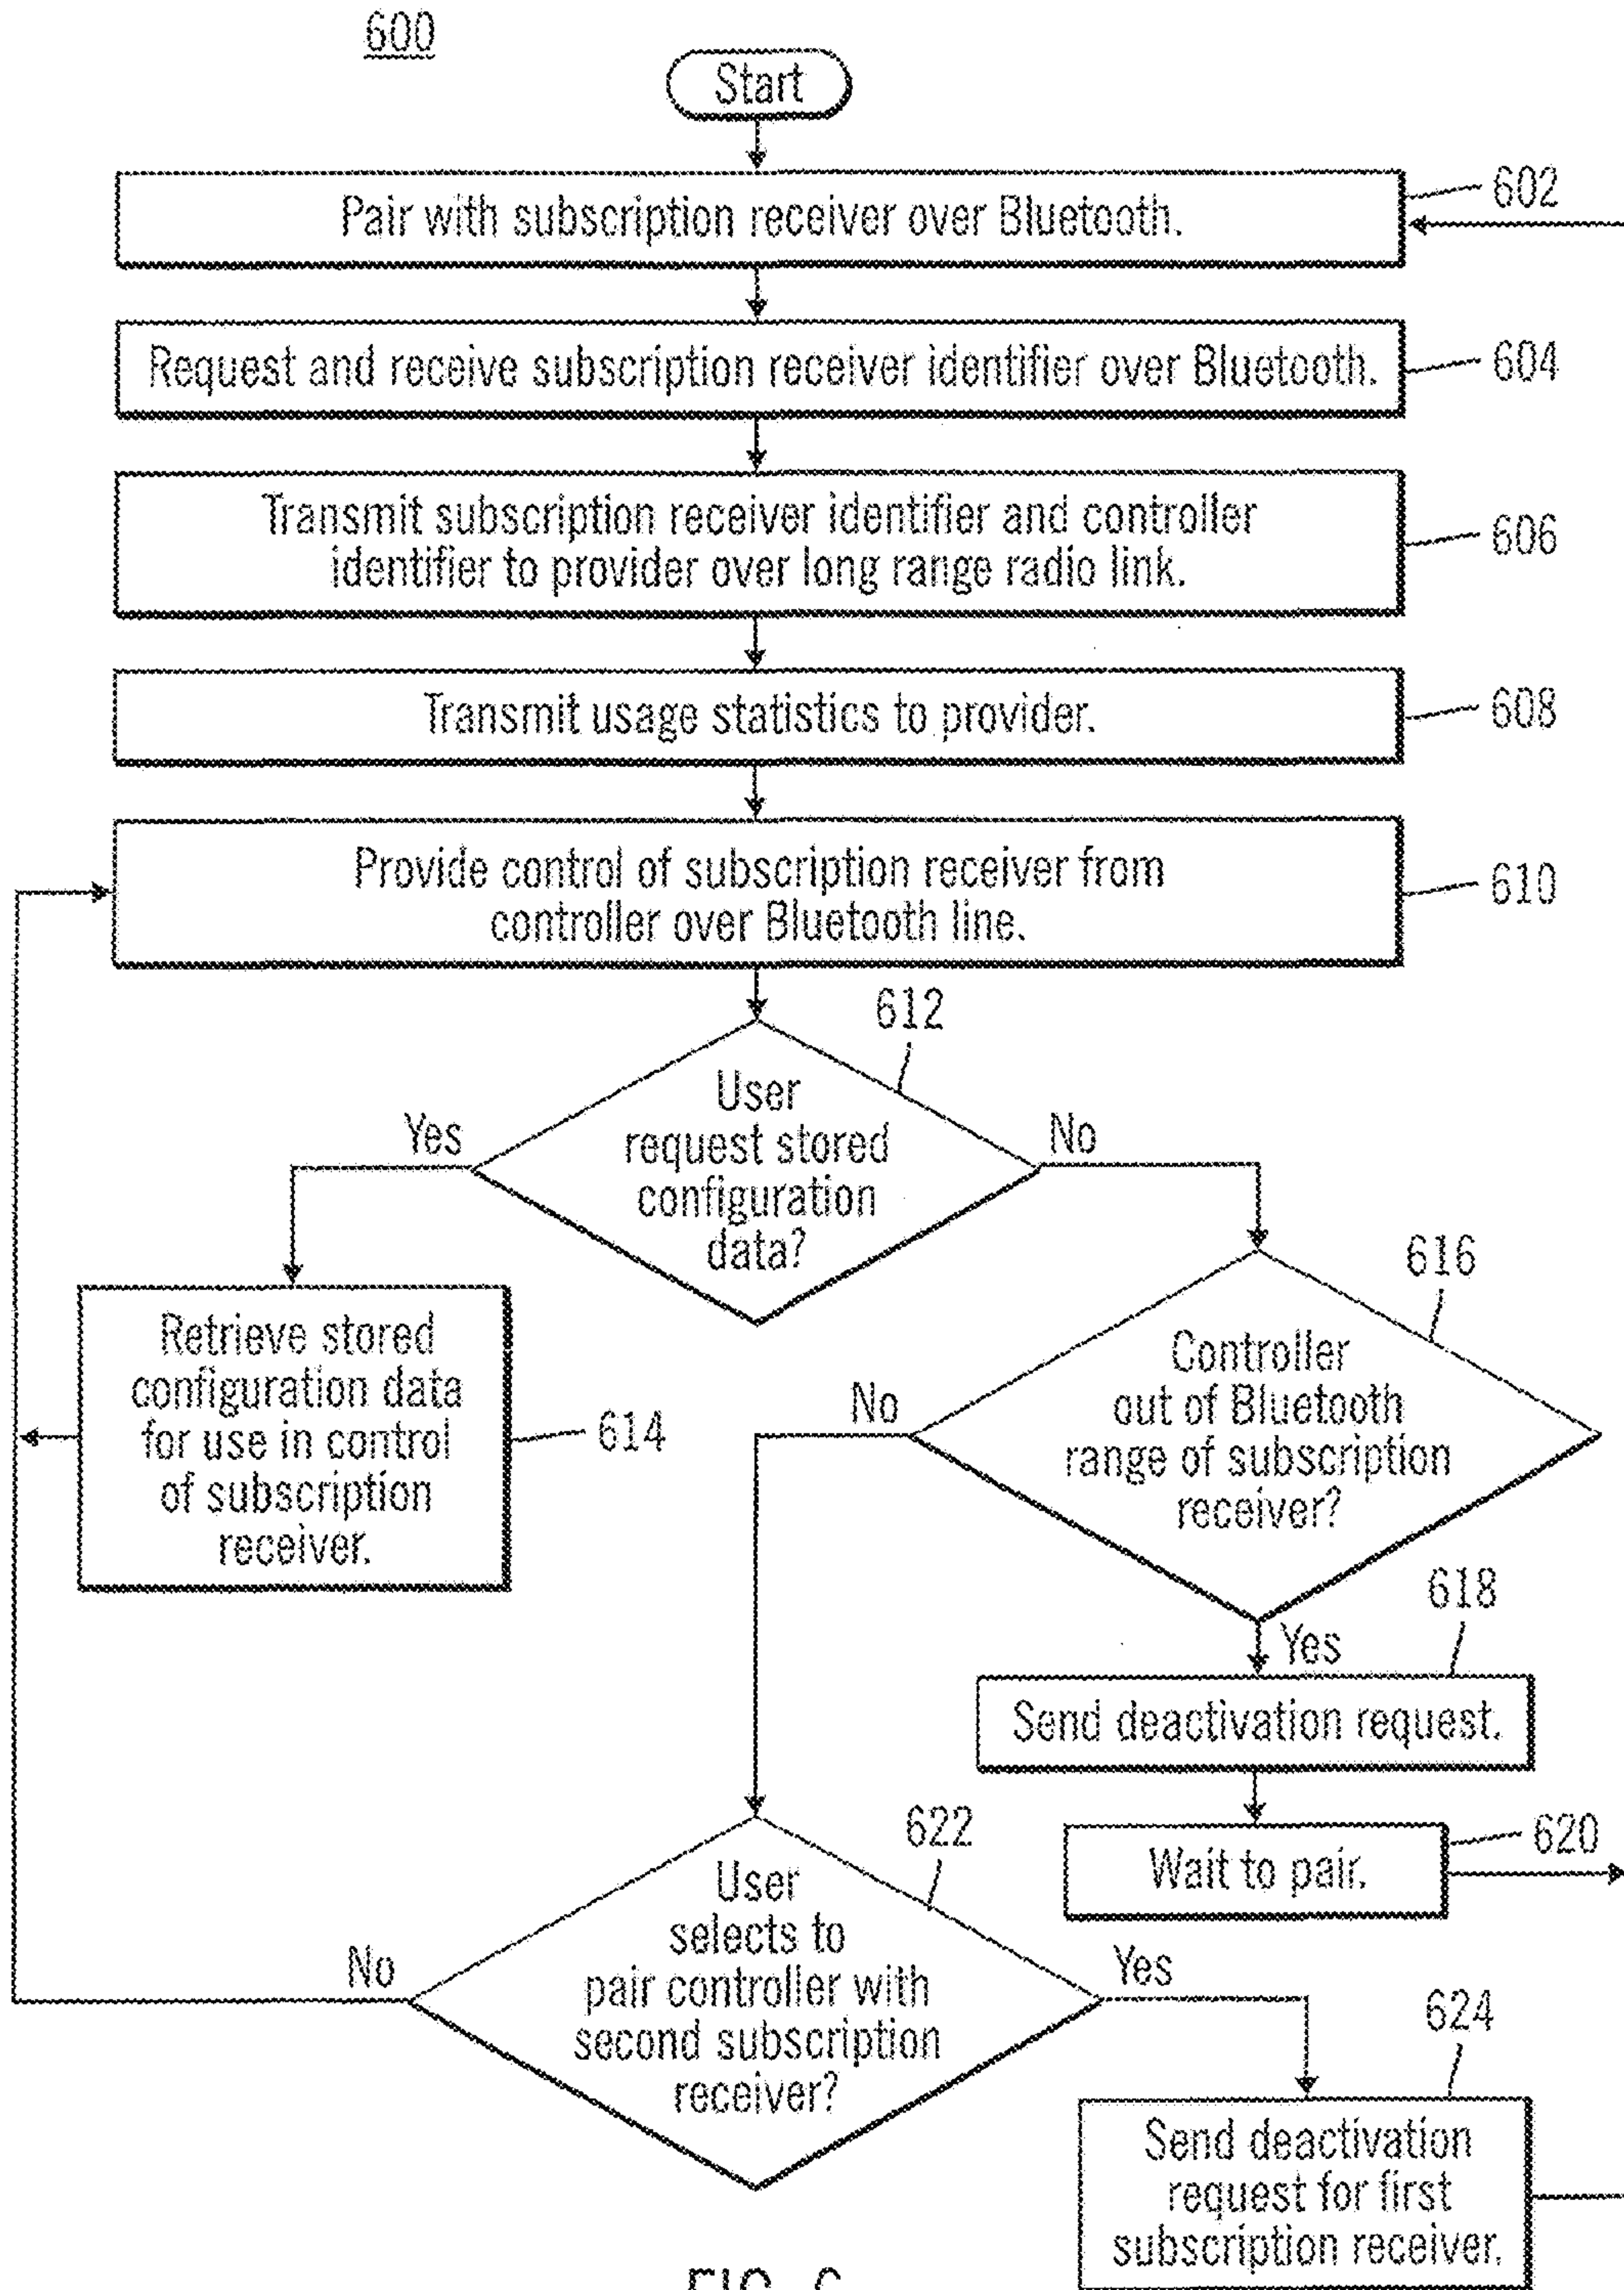 600
Start
Pair with subscription receiver over Bluetooth.
602
Request and receive subscription receiver identifier over Bluetooth.
604
Transmit subscription receiver identifier and controller
identifier to provider over long range radio link.
606
Transmit usage statistics to provider.
608
Provide control of subscription receiver from
controller over Bluetooth line.
610
612
User
request stored
configuration
data?
Yes
No
614
Retrieve stored
configuration data
for use in control
of subscription
receiver.
616
Controller
out of Bluetooth
range of subscription
receiver?
No
Yes
618
Send deactivation request.
620
Wait to pair.
622
User
selects to
pair controller with
second subscription
receiver?
No
Yes
624
Send deactivation
request for first
subscription receiver.
FIG. 6